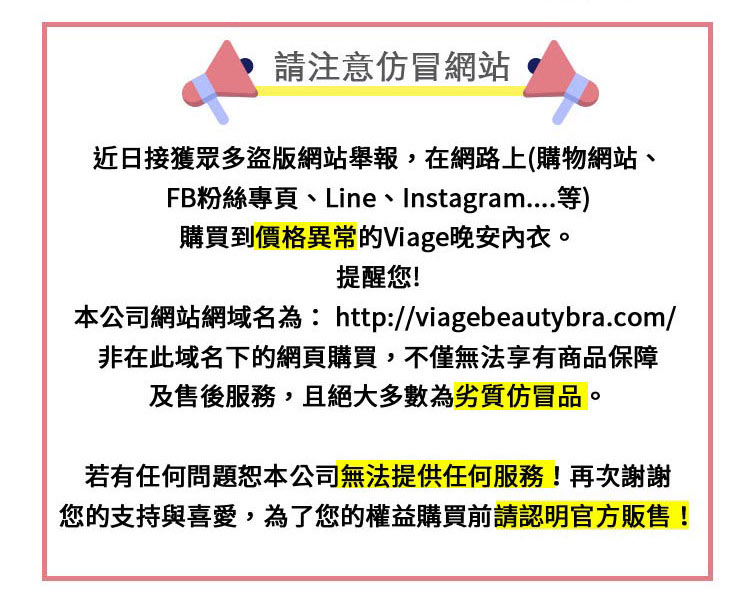 請注意仿冒網站
近日接獲眾多盜版網站舉報，在網路上(購物網站、
FB粉絲專頁、Line、Instagram....等)
購買到價格異常的Viage晚安內衣。
提醒您!
本公司網站網域名為： http://viagebeautybra.com/
非在此域名下的網頁購買，不僅無法享有商品保障
及售後服務，且絕大多數為劣質仿冒品。
若有任何問題恕本公司無法提供任何服務！再次謝謝
您的支持與喜愛，為了您的權益購買前請認明官方販售！